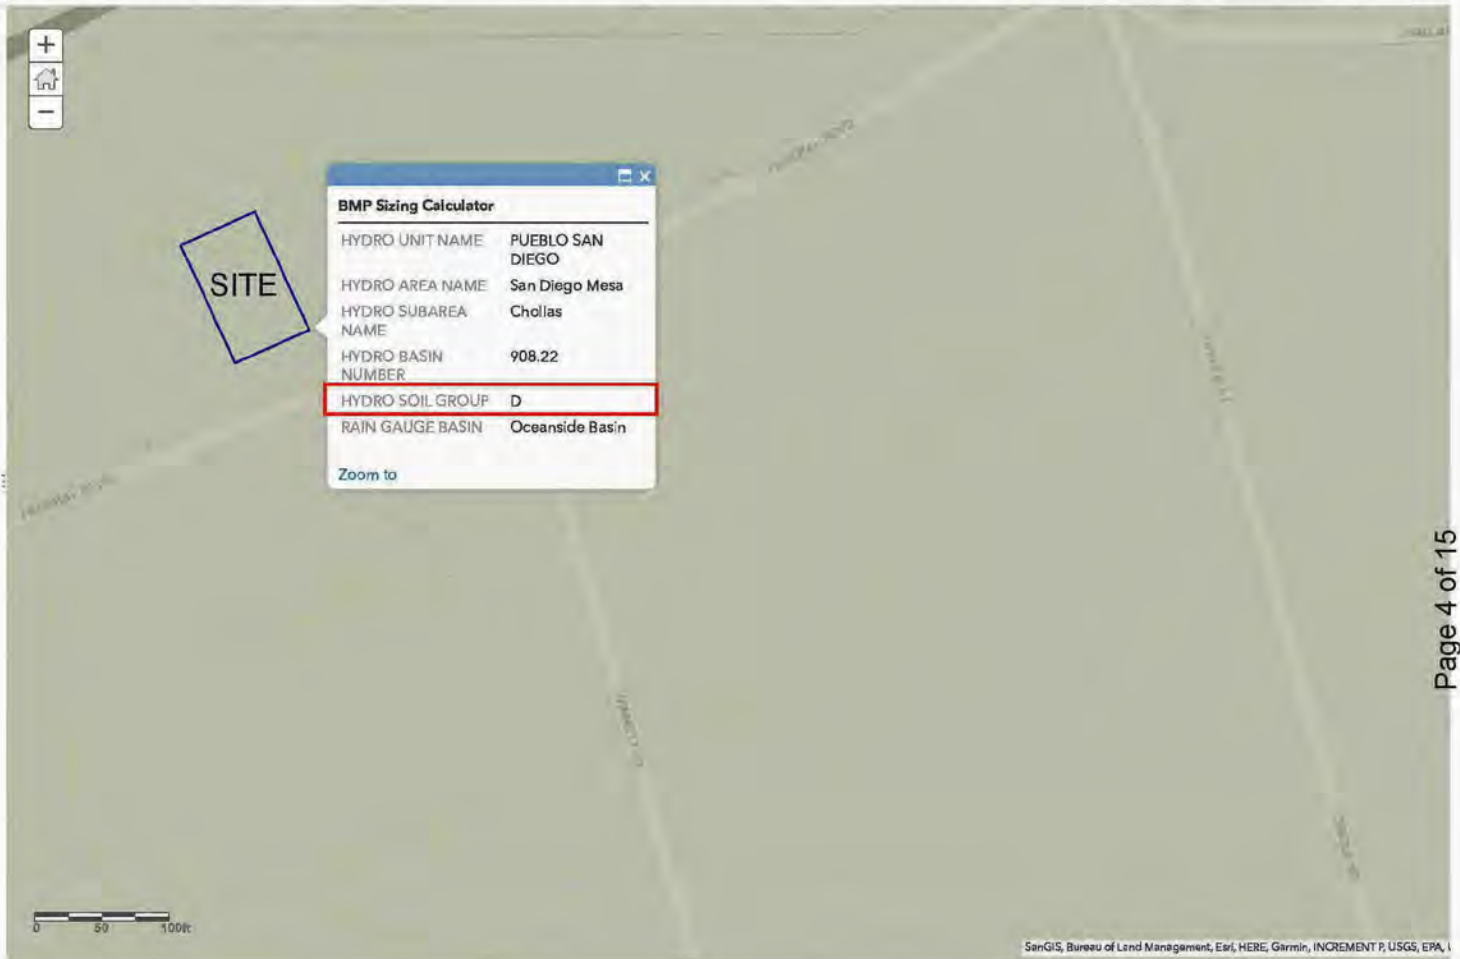 +
−
SITE
BMP Sizing Calculator
HYDRO UNIT NAME PUEBLO SAN
DIEGO
HYDRO AREA NAME San Diego Mesa
HYDRO SUBAREA Chollas
NAME
HYDRO BASIN 908.22
NUMBER
HYDRO SOIL GROUP D
RAIN GAUGE BASIN Oceanside Basin
Zoom to
Page 4 of 15
0 50 100ft
SanGIS, Bureau of Land Management, Esri, HERE, Garmin, INCREMENT P, USGS, EPA,